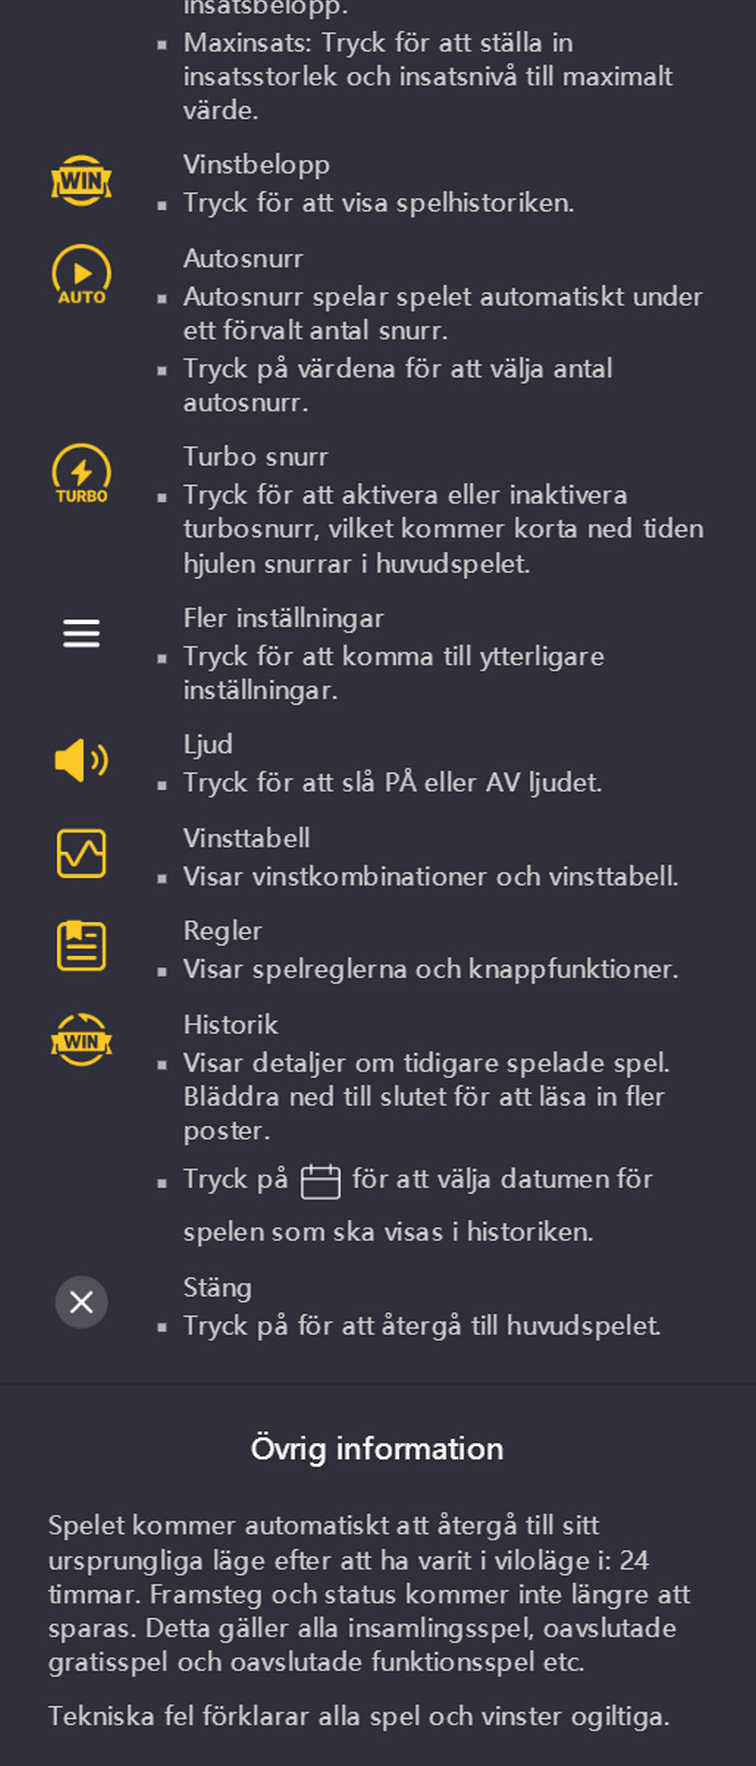 insatsbelopp.
Maxinsats: Tryck för att ställa in
insatsstorlek och insatsnivå till maximalt
värde.
Vinstbelopp
WIN
Tryck för att visa spelhistoriken.
Autosnurr
AUTO
Autosnurr spelar spelet automatiskt under
ett förvalt antal snurr.
Tryck på värdena för att välja antal
autosnurr.
Turbo snurr
TURBO
Tryck för att aktivera eller inaktivera
turbosnurr, vilket kommer korta ned tiden
hjulen snurrar i huvudspelet.
Fler inställningar
Tryck för att komma till ytterligare
inställningar.
Ljud
Tryck för att slå PÅ eller AV ljudet.
Vinsttabell
Visar vinstkombinationer och vinsttabell.
Regler
Visar spelreglerna och knappfunktioner.
Historik
WIN
Visar detaljer om tidigare spelade spel.
Bläddra ned till slutet för att läsa in fler
poster.
Tryck på för att välja datumen för
spelen som ska visas i historiken.
Stäng
Tryck på för att återgå till huvudspelet.
Övrig information
Spelet kommer automatiskt att återgå till sitt
ursprungliga läge efter att ha varit i viloläge i: 24
timmar. Framsteg och status kommer inte längre att
sparas. Detta gäller alla insamlingsspel, oavslutade
gratisspel och oavslutade funktionsspel etc.
Tekniska fel förklarar alla spel och vinster ogiltiga.